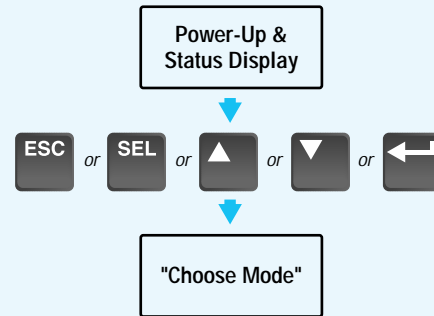 Power-Up &
Status Display
ESC or SEL or or or
"Choose Mode"